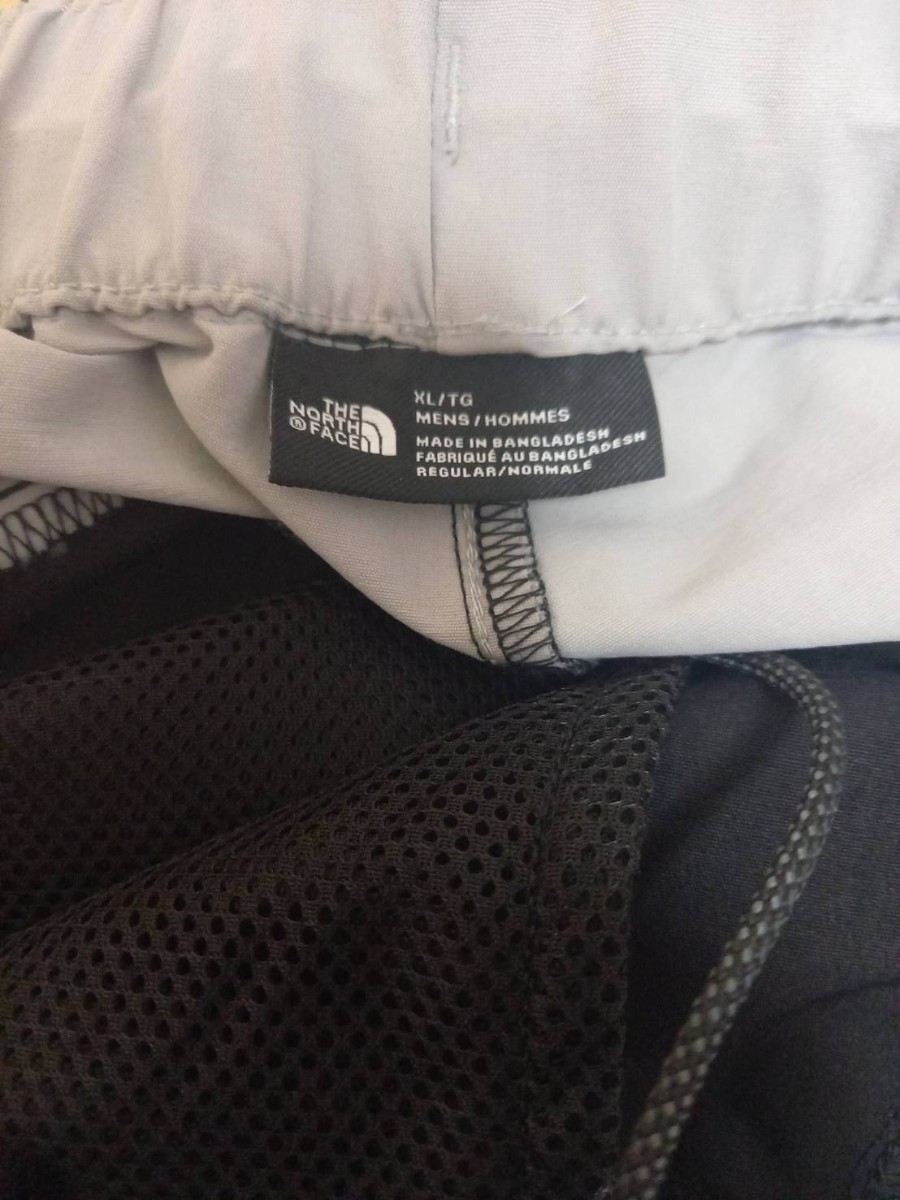 THE
NORTH
® FACE
XL/TG
MENS/HOMMES
MADE IN BANGLADESH
FABRIQUÉ AU BANGLADESH
REGULAR/NORMALE